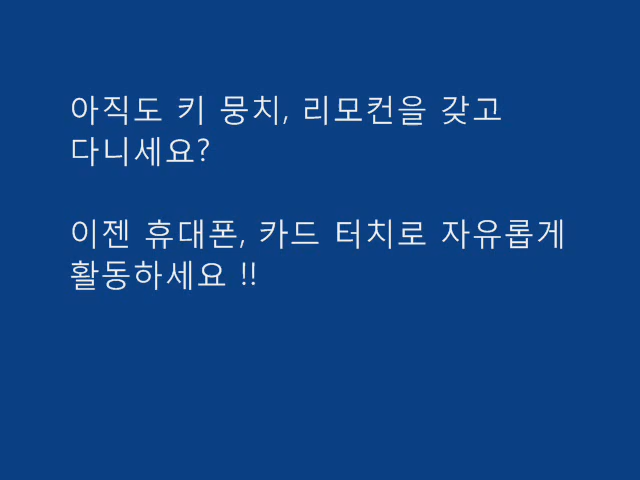 아직도 키 뭉치, 리모컨을 갖고
다니세요?
이젠 휴대폰, 카드 터치로 자유롭게
활동하세요 !!